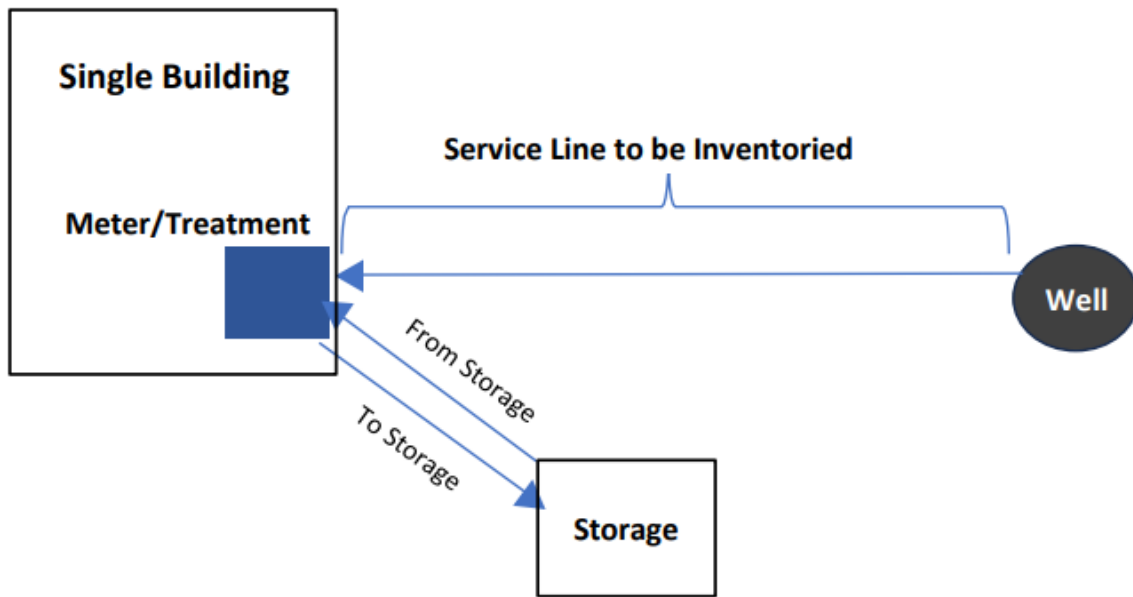 Single Building
Service Line to be Inventoried
Meter/Treatment
Well
From Storage
To Storage
Storage